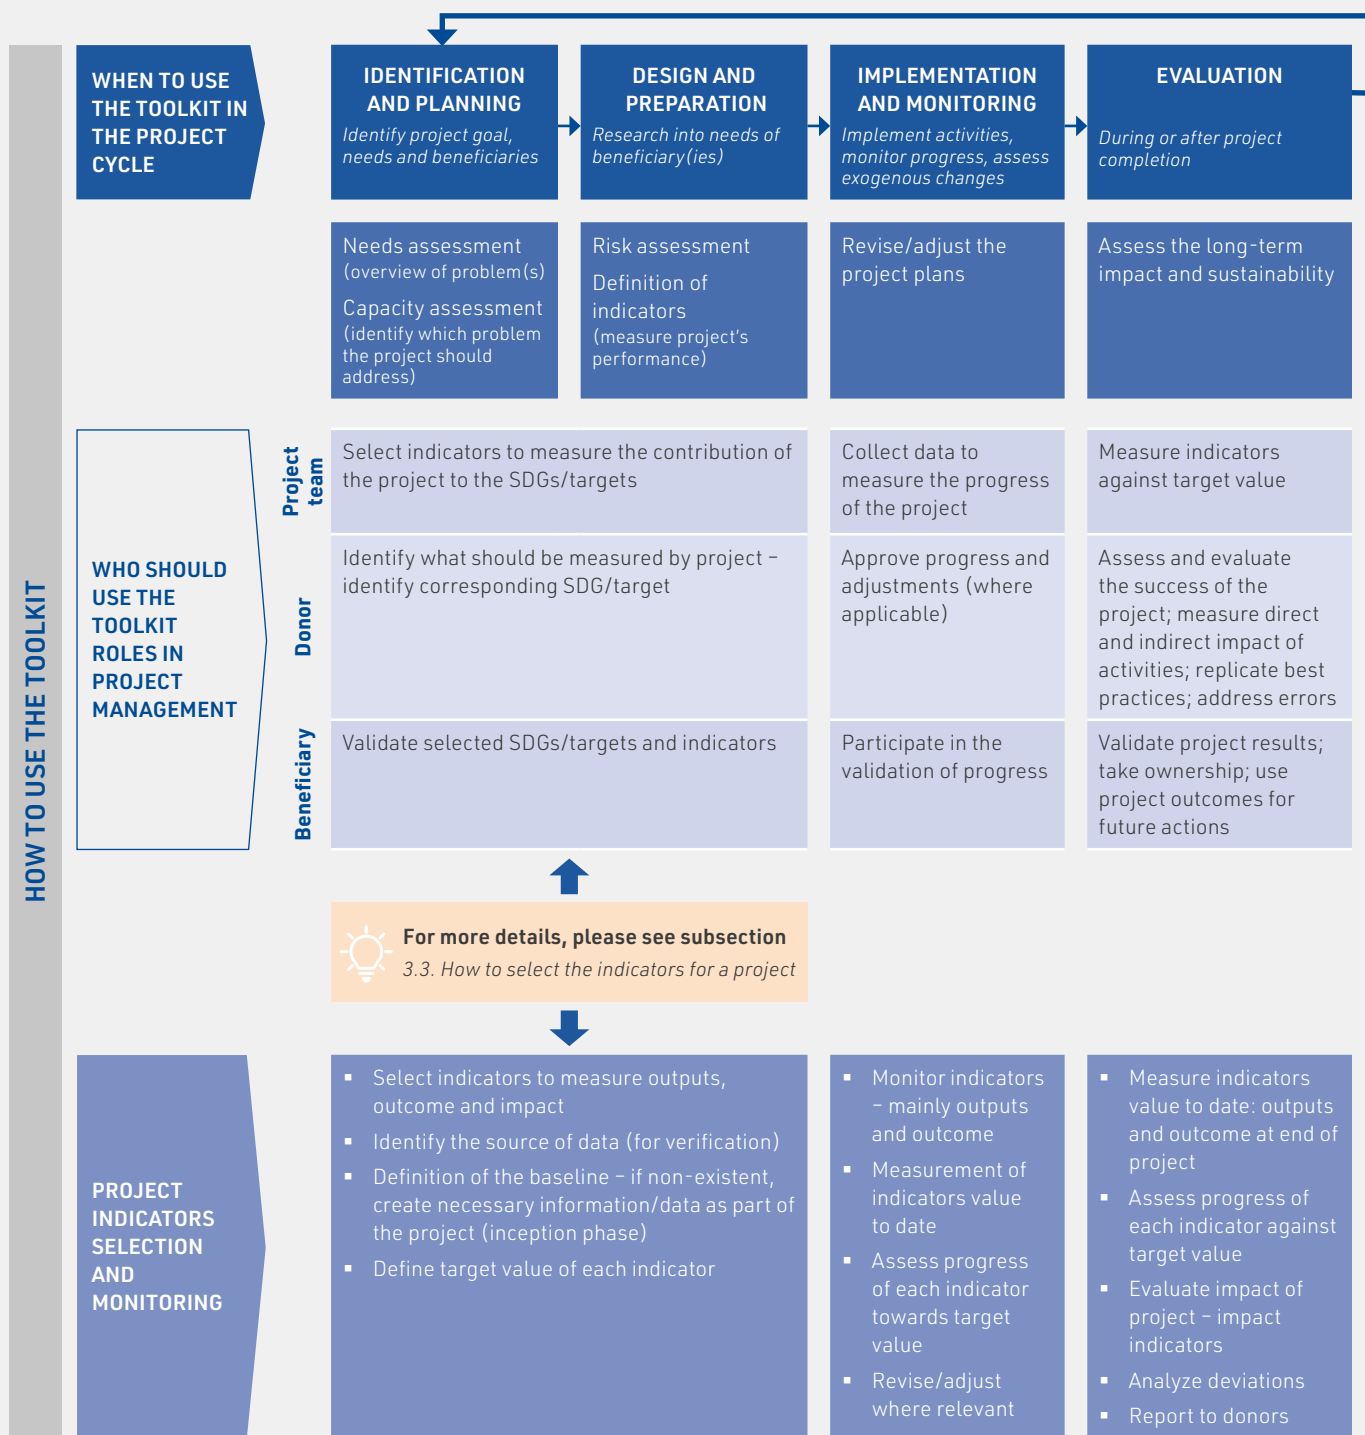 HOW TO USE THE TOOLKIT
WHEN TO USE
THE TOOLKIT IN
THE PROJECT
CYCLE
IDENTIFICATION
AND PLANNING
Identify project goal,
needs and beneficiaries
DESIGN AND
PREPARATION
Research into needs of
beneficiary(ies)
IMPLEMENTATION
AND MONITORING
Implement activities,
monitor progress, assess
exogenous changes
EVALUATION
During or after project
completion
Needs assessment
(overview of problem(s)
Capacity assessment
(identify which problem
the project should
address)
Risk assessment
Definition of
indicators
(measure project's
performance)
Revise/adjust the
project plans
Assess the long-term
impact and sustainability
WHO SHOULD
USE THE
TOOLKIT
ROLES IN
PROJECT
MANAGEMENT
Project
team
Select indicators to measure the contribution of
the project to the SDGs/targets
Collect data to
measure the progress
of the project
Measure indicators
against target value
Donor
Identify what should be measured by project –
identify corresponding SDG/target
Approve progress and
adjustments (where
applicable)
Assess and evaluate
the success of the
project; measure direct
and indirect impact of
activities; replicate best
practices; address errors
Beneficiary
Validate selected SDGs/targets and indicators
Participate in the
validation of progress
Validate project results;
take ownership; use
project outcomes for
future actions
For more details, please see subsection
3.3. How to select the indicators for a project
PROJECT
INDICATORS
SELECTION
AND
MONITORING
▪ Select indicators to measure outputs,
outcome and impact
▪ Identify the source of data (for verification)
▪ Definition of the baseline – if non-existent,
create necessary information/data as part of
the project (inception phase)
▪ Define target value of each indicator
▪ Monitor indicators
– mainly outputs
and outcome
▪ Measurement of
indicators value
to date
▪ Assess progress
of each indicator
towards target
value
▪ Revise/adjust
where relevant
▪ Measure indicators
value to date: outputs
and outcome at end of
project
▪ Assess progress of
each indicator against
target value
▪ Evaluate impact of
project – impact
indicators
▪ Analyze deviations
▪ Report to donors